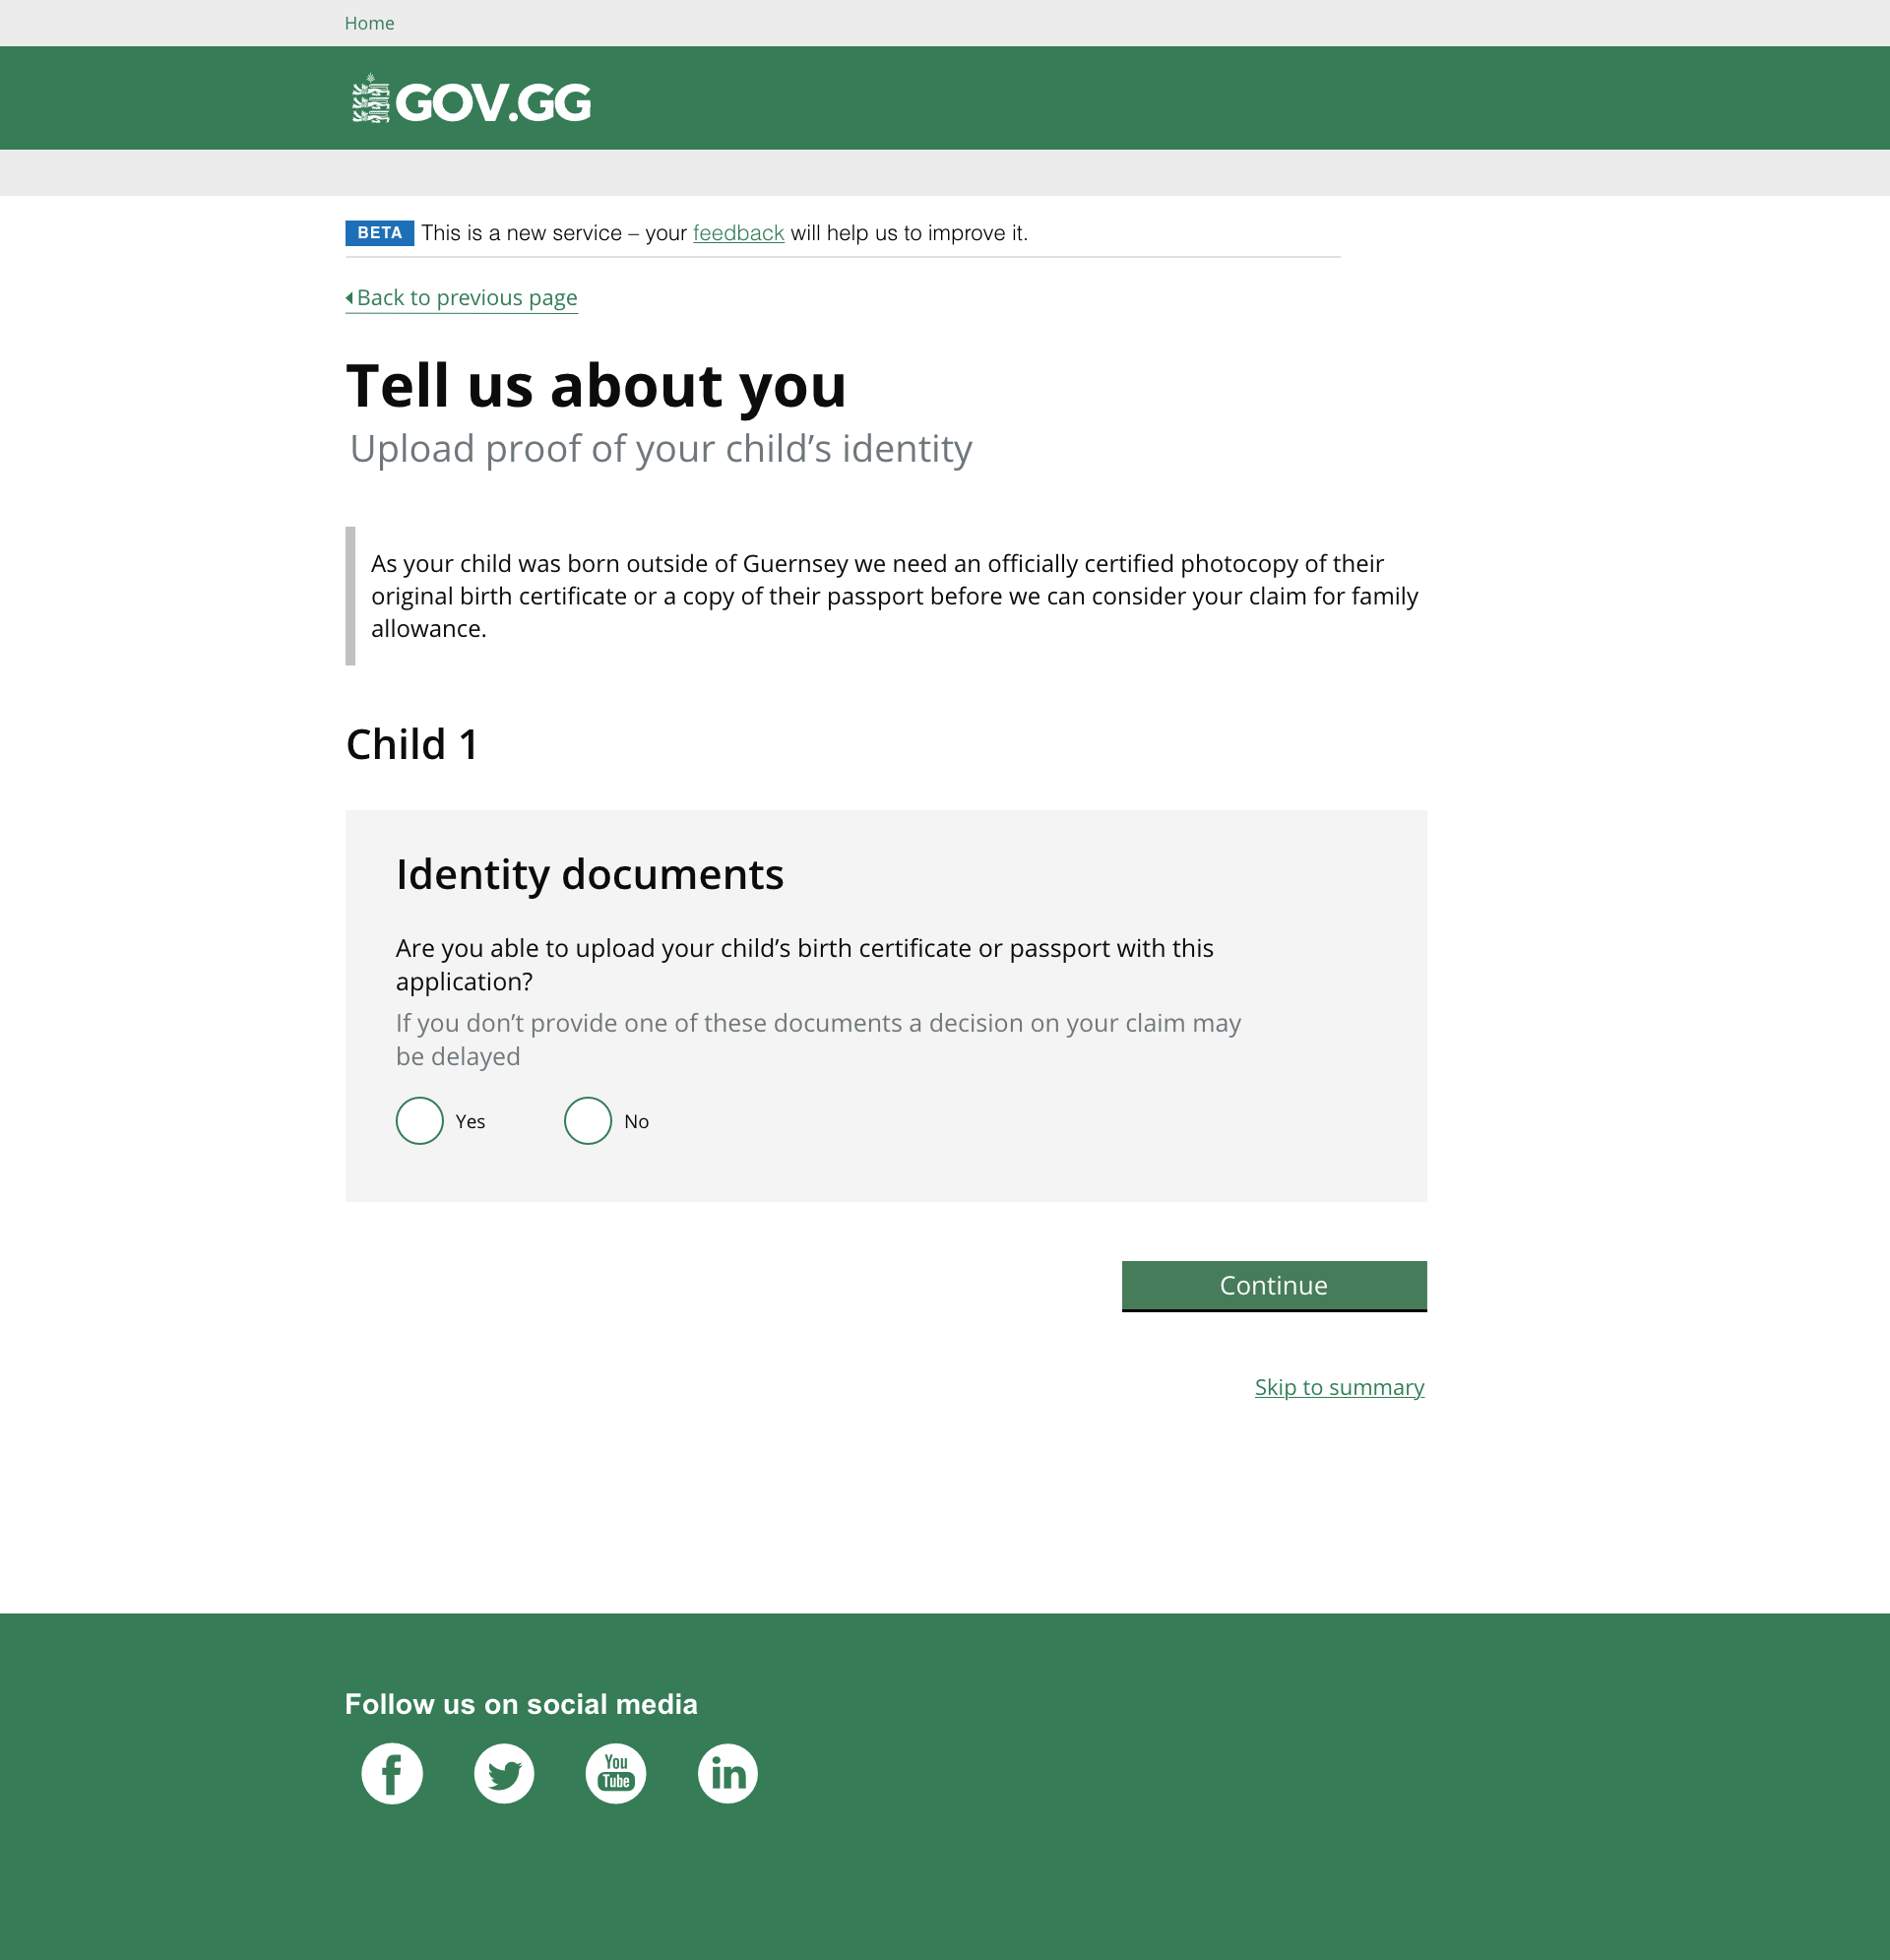 Home
GOV.GG
BETA This is a new service – your feedback will help us to improve it.
Back to previous page
Tell us about you
Upload proof of your child’s identity
As your child was born outside of Guernsey we need an officially certified photocopy of their
original birth certificate or a copy of their passport before we can consider your claim for family
allowance.
Child 1
Identity documents
Are you able to upload your child’s birth certificate or passport with this
application?
If you don’t provide one of these documents a decision on your claim may
be delayed
Yes No
Continue
Skip to summary
Follow us on social media
f You Tube in